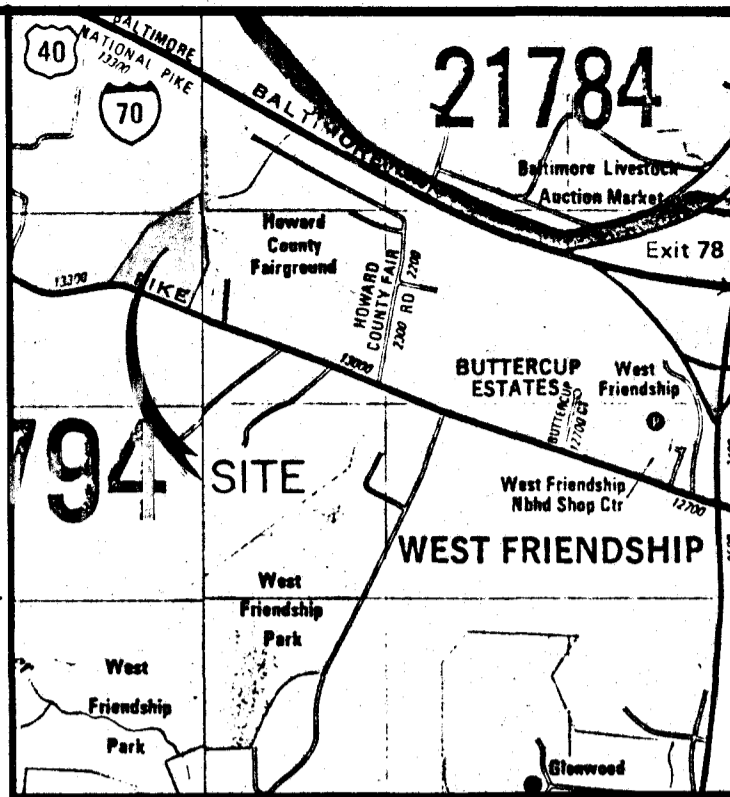 40
BALTIMORE
NATIONAL PIKE
13300
70
BALTIMORE
21784
Baltimore Livestock
Auction Market
Exit 78
Howard
County
Fairground
HOWARD
COUNTY FAIR
RD
2200
2300
13300
PIKE
13000
BUTTERCUP
ESTATES
West
Friendship
P
BUTTERCUP
CT
12700
794
SITE
West Friendship
Nbhd Shop Ctr
12700
WEST FRIENDSHIP
West
Friendship
Park
West
Friendship
Park
Glenwood